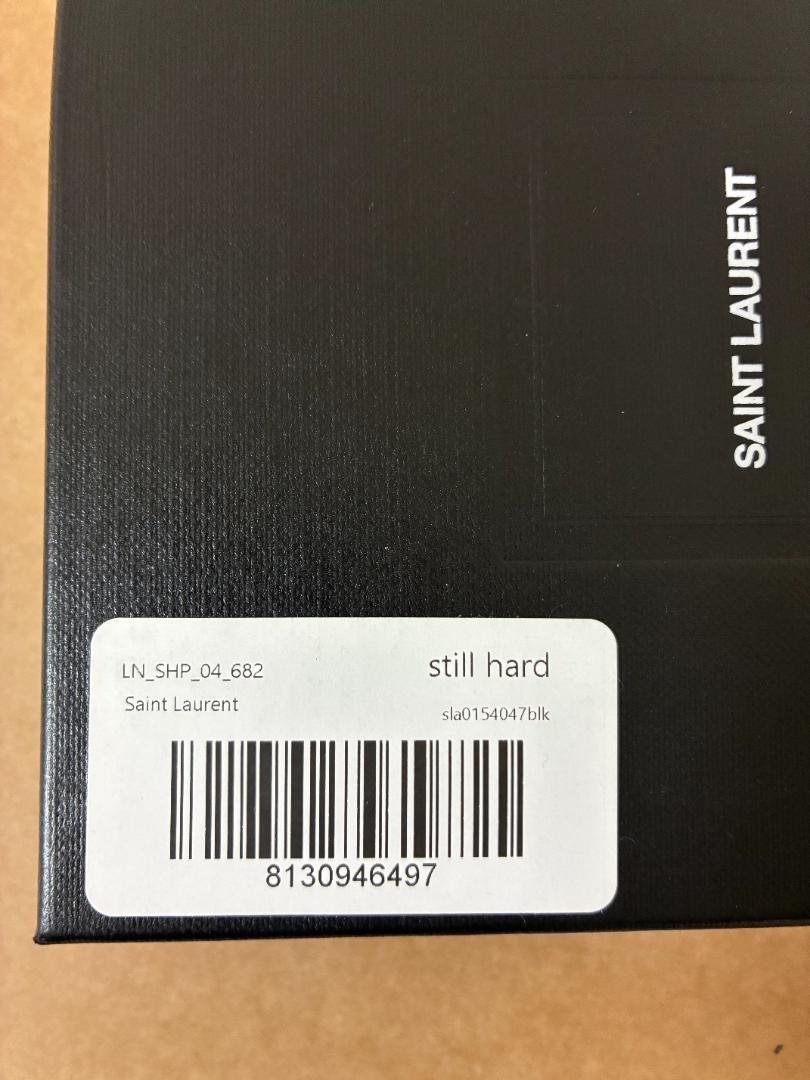 SAINT LAURENT
LN_SHP_04_682
still hard
Saint Laurent
sla0154047blk
8130946497